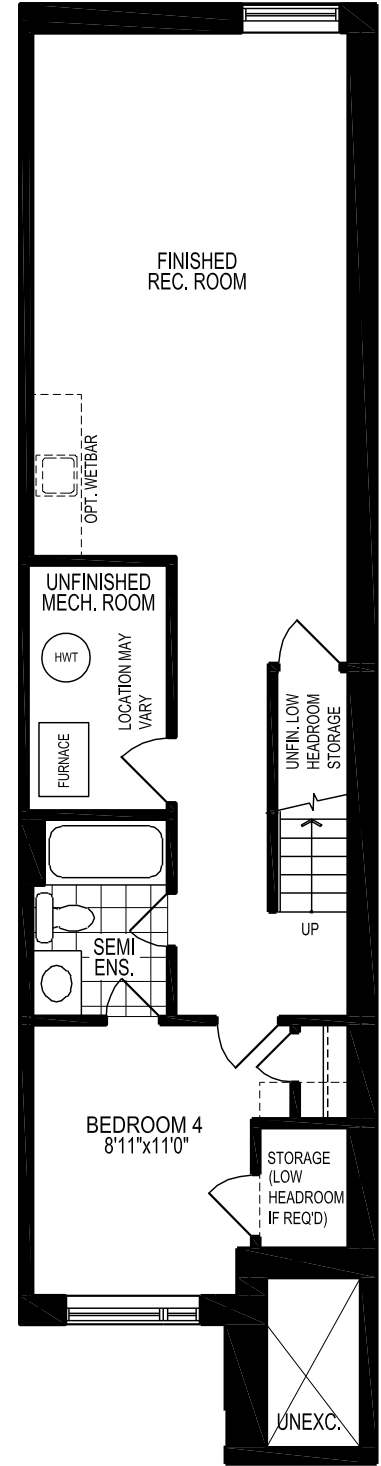 FINISHED
REC. ROOM
OPT. WETBAR
UNFINISHED
MECH. ROOM
HWT
LOCATION MAY
VARY
FURNACE
UNFIN. LOW
HEADROOM
STORAGE
UP
SEMI
ENS.
BEDROOM 4
8'11"x11'0"
STORAGE
(LOW
HEADROOM
IF REQ'D)
UNEXC.